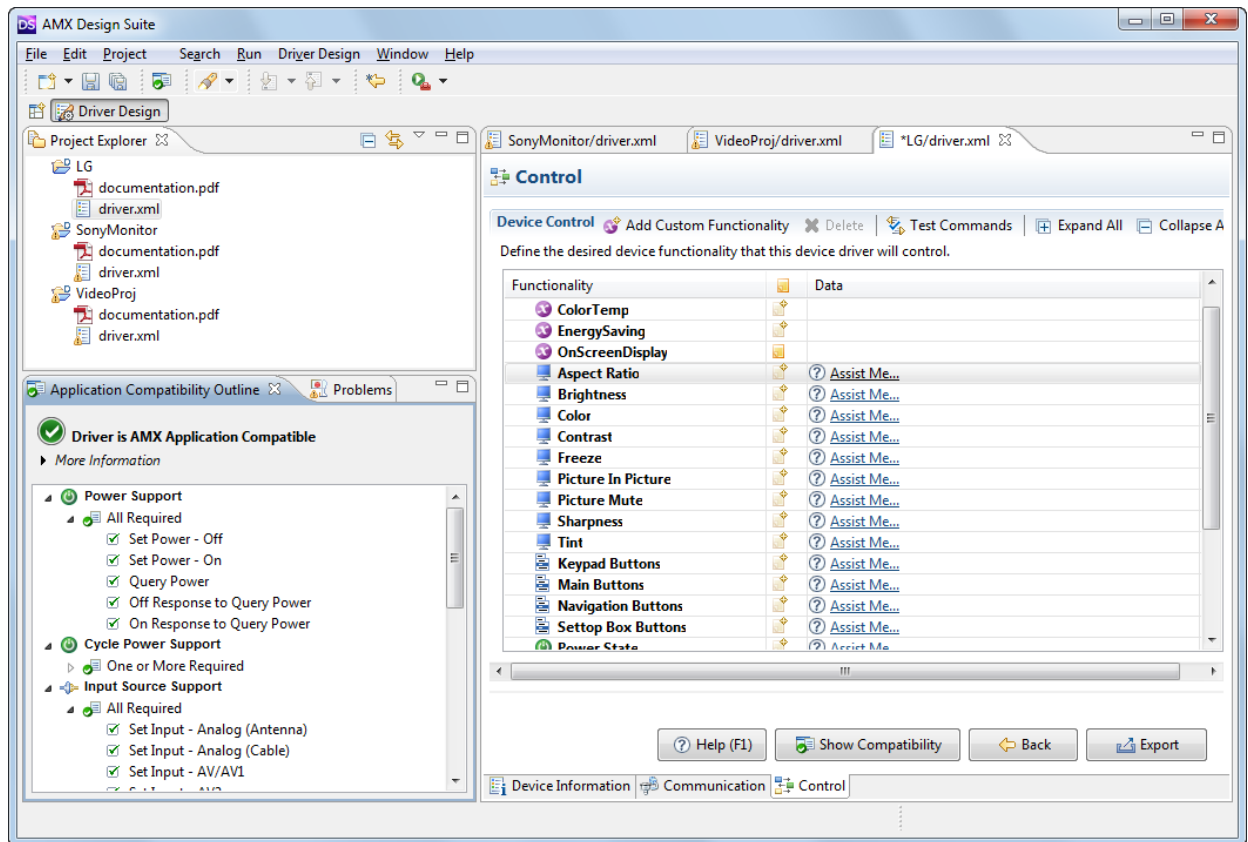 DS AMX Design Suite
File Edit Project Search Run Driver Design Window Help
Driver Design
Project Explorer
LG
documentation.pdf
driver.xml
SonyMonitor
documentation.pdf
driver.xml
VideoProj
documentation.pdf
driver.xml
Application Compatibility Outline Problems
Driver is AMX Application Compatible
More Information
Power Support
All Required
Set Power - Off
Set Power - On
Query Power
Off Response to Query Power
On Response to Query Power
Cycle Power Support
One or More Required
Input Source Support
All Required
Set Input - Analog (Antenna)
Set Input - Analog (Cable)
Set Input - AV/AV1
SonyMonitor/driver.xml VideoProj/driver.xml *LG/driver.xml
Control
Device Control Add Custom Functionality Delete Test Commands Expand All Collapse A
Define the desired device functionality that this device driver will control.
Functionality Data
ColorTemp
EnergySaving
OnScreenDisplay
Aspect Ratio Assist Me...
Brightness Assist Me...
Color Assist Me...
Contrast Assist Me...
Freeze Assist Me...
Picture In Picture Assist Me...
Picture Mute Assist Me...
Sharpness Assist Me...
Tint Assist Me...
Keypad Buttons Assist Me...
Main Buttons Assist Me...
Navigation Buttons Assist Me...
Settop Box Buttons Assist Me...
Power State Assist Me
Help (F1) Show Compatibility Back Export
Device Information Communication Control